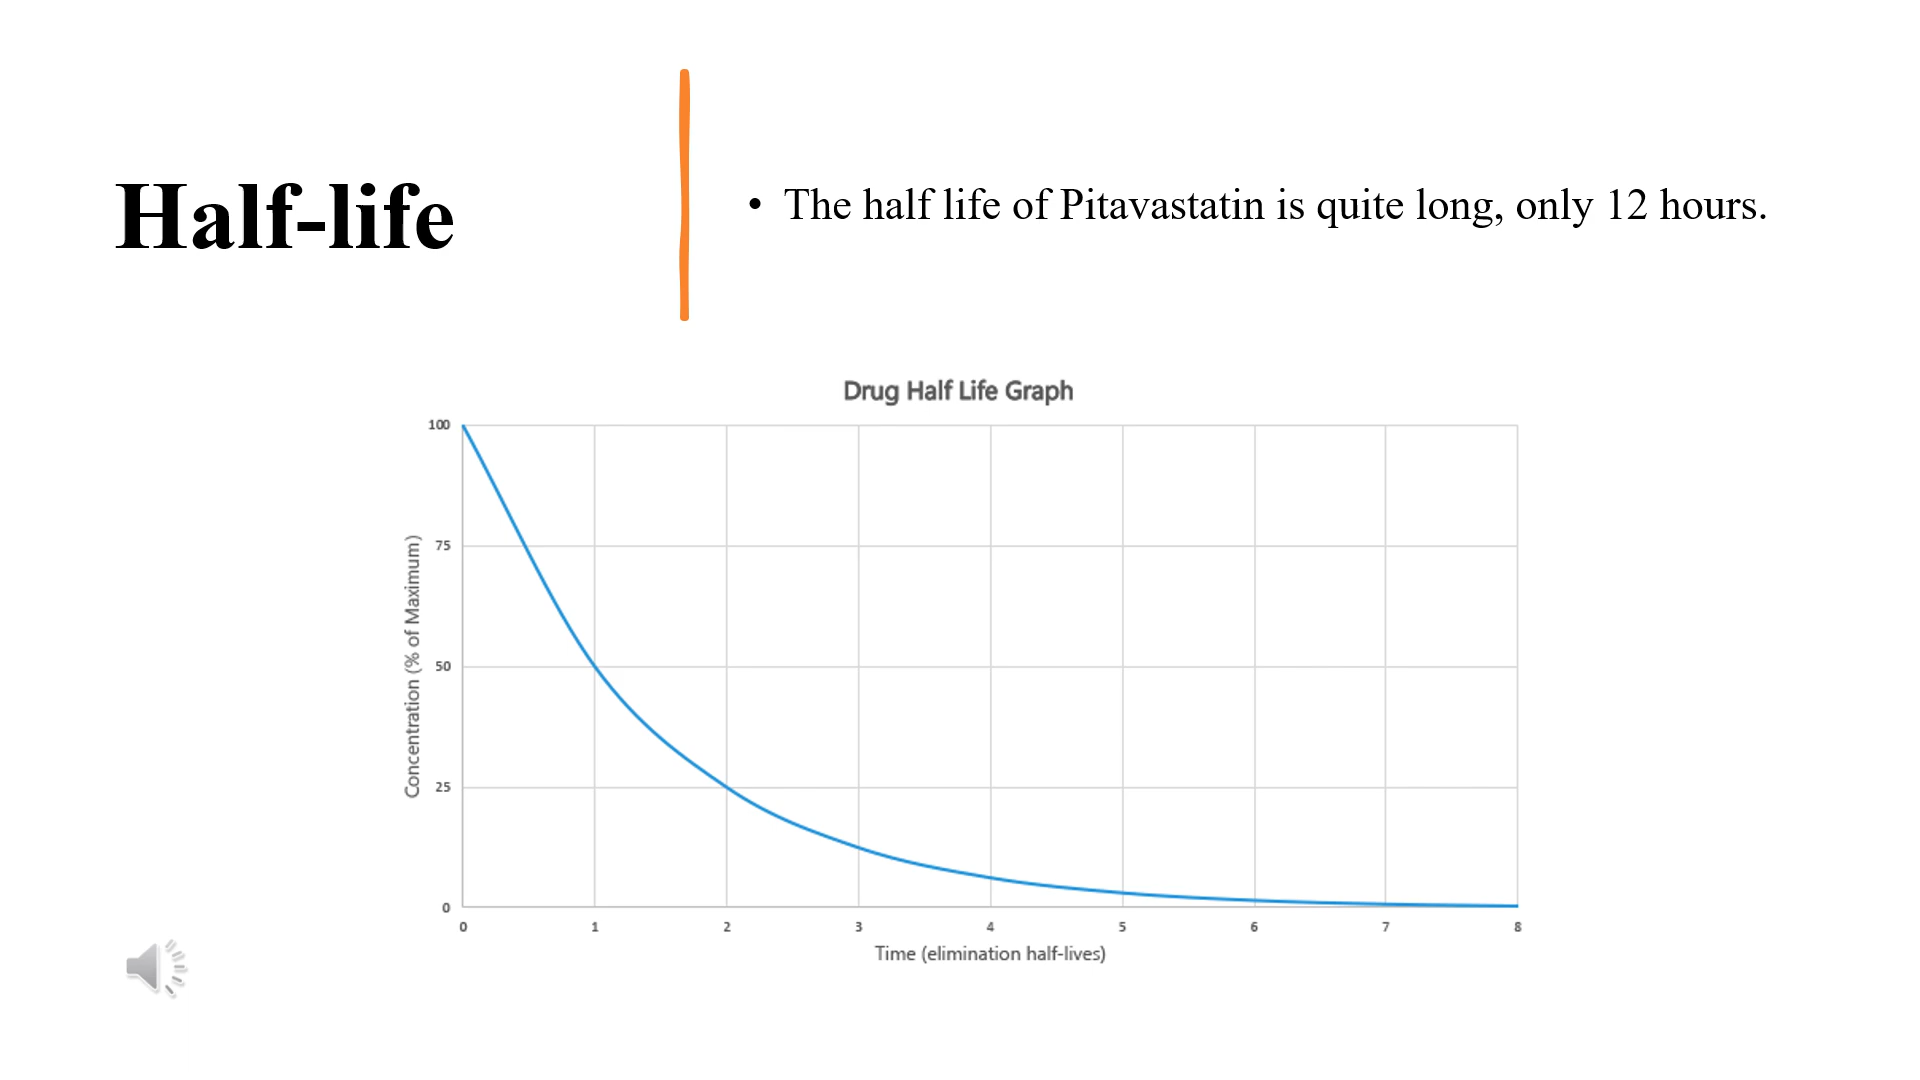 Half-life
• The half life of Pitavastatin is quite long, only 12 hours.
Drug Half Life Graph
Concentration (% of Maximum)
100
75
50
25
0
0 1 2 3 4 5 6 7 8
Time (elimination half-lives)